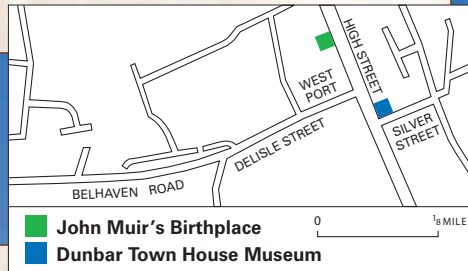 WEST
PORT
HIGH STREET
DELISLE STREET
SILVER
STREET
BELHAVEN ROAD
John Muir's Birthplace
Dunbar Town House Museum
0 1/8 MILE